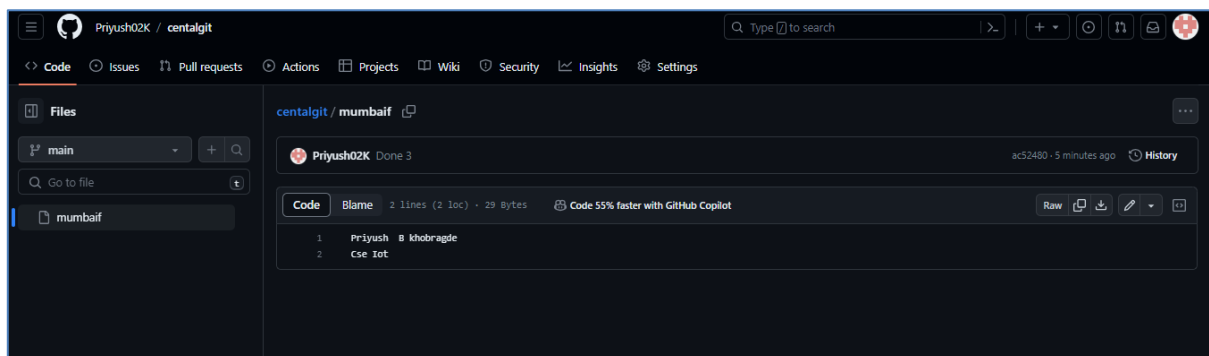 Priyush02K / centalgit
Type / to search
Code Issues Pull requests Actions Projects Wiki Security Insights Settings
Files
main
Go to file t
mumbaif
centalgit / mumbaif
Priyush02K Done 3 ac52480 · 5 minutes ago History
Code Blame 2 lines (2 loc) · 29 Bytes Code 55% faster with GitHub Copilot Raw
1 Priyush B khobragde
2 Cse Iot